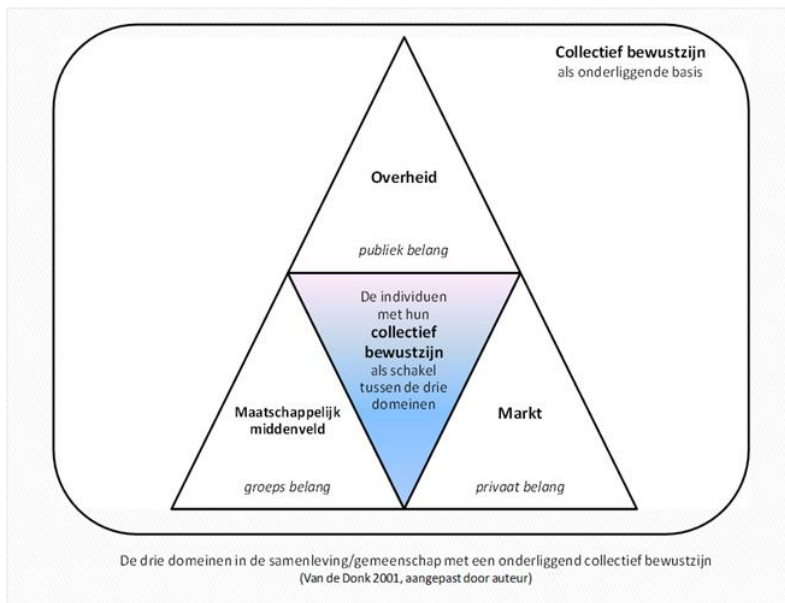 Collectief bewustzijn
als onderliggende basis
Overheid
publiek belang
De individuen
met hun
collectief
bewustzijn
als schakel
tussen de drie
domeinen
Maatschappelijk
middenveld
groeps belang
Markt
privaat belang
De drie domeinen in de samenleving/gemeenschap met een onderliggend collectief bewustzijn
(Van de Donk 2001, aangepast door auteur)